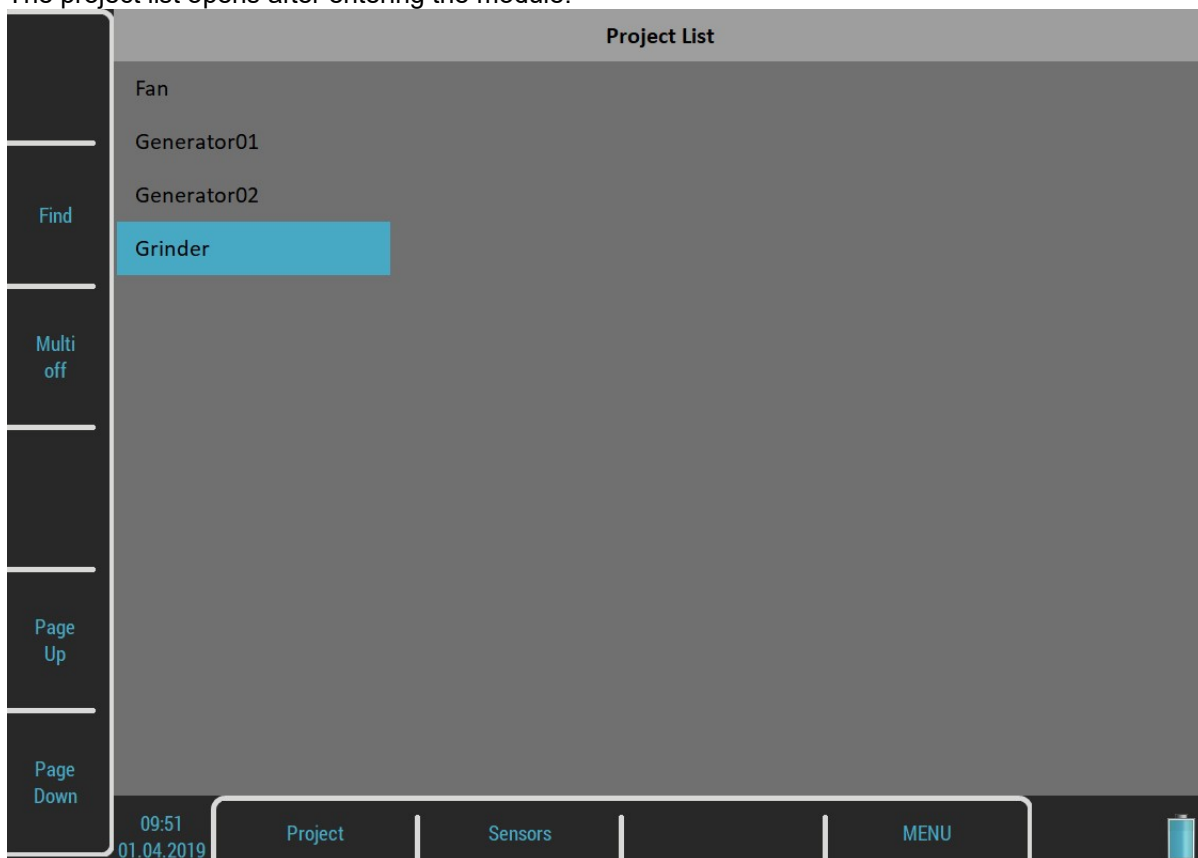 The project list opens after entering the module.
Project List
Fan
Generator01
Generator02
Grinder
Find
Multi
off
Page
Up
Page
Down
09:51
01.04.2019
Project
Sensors
MENU